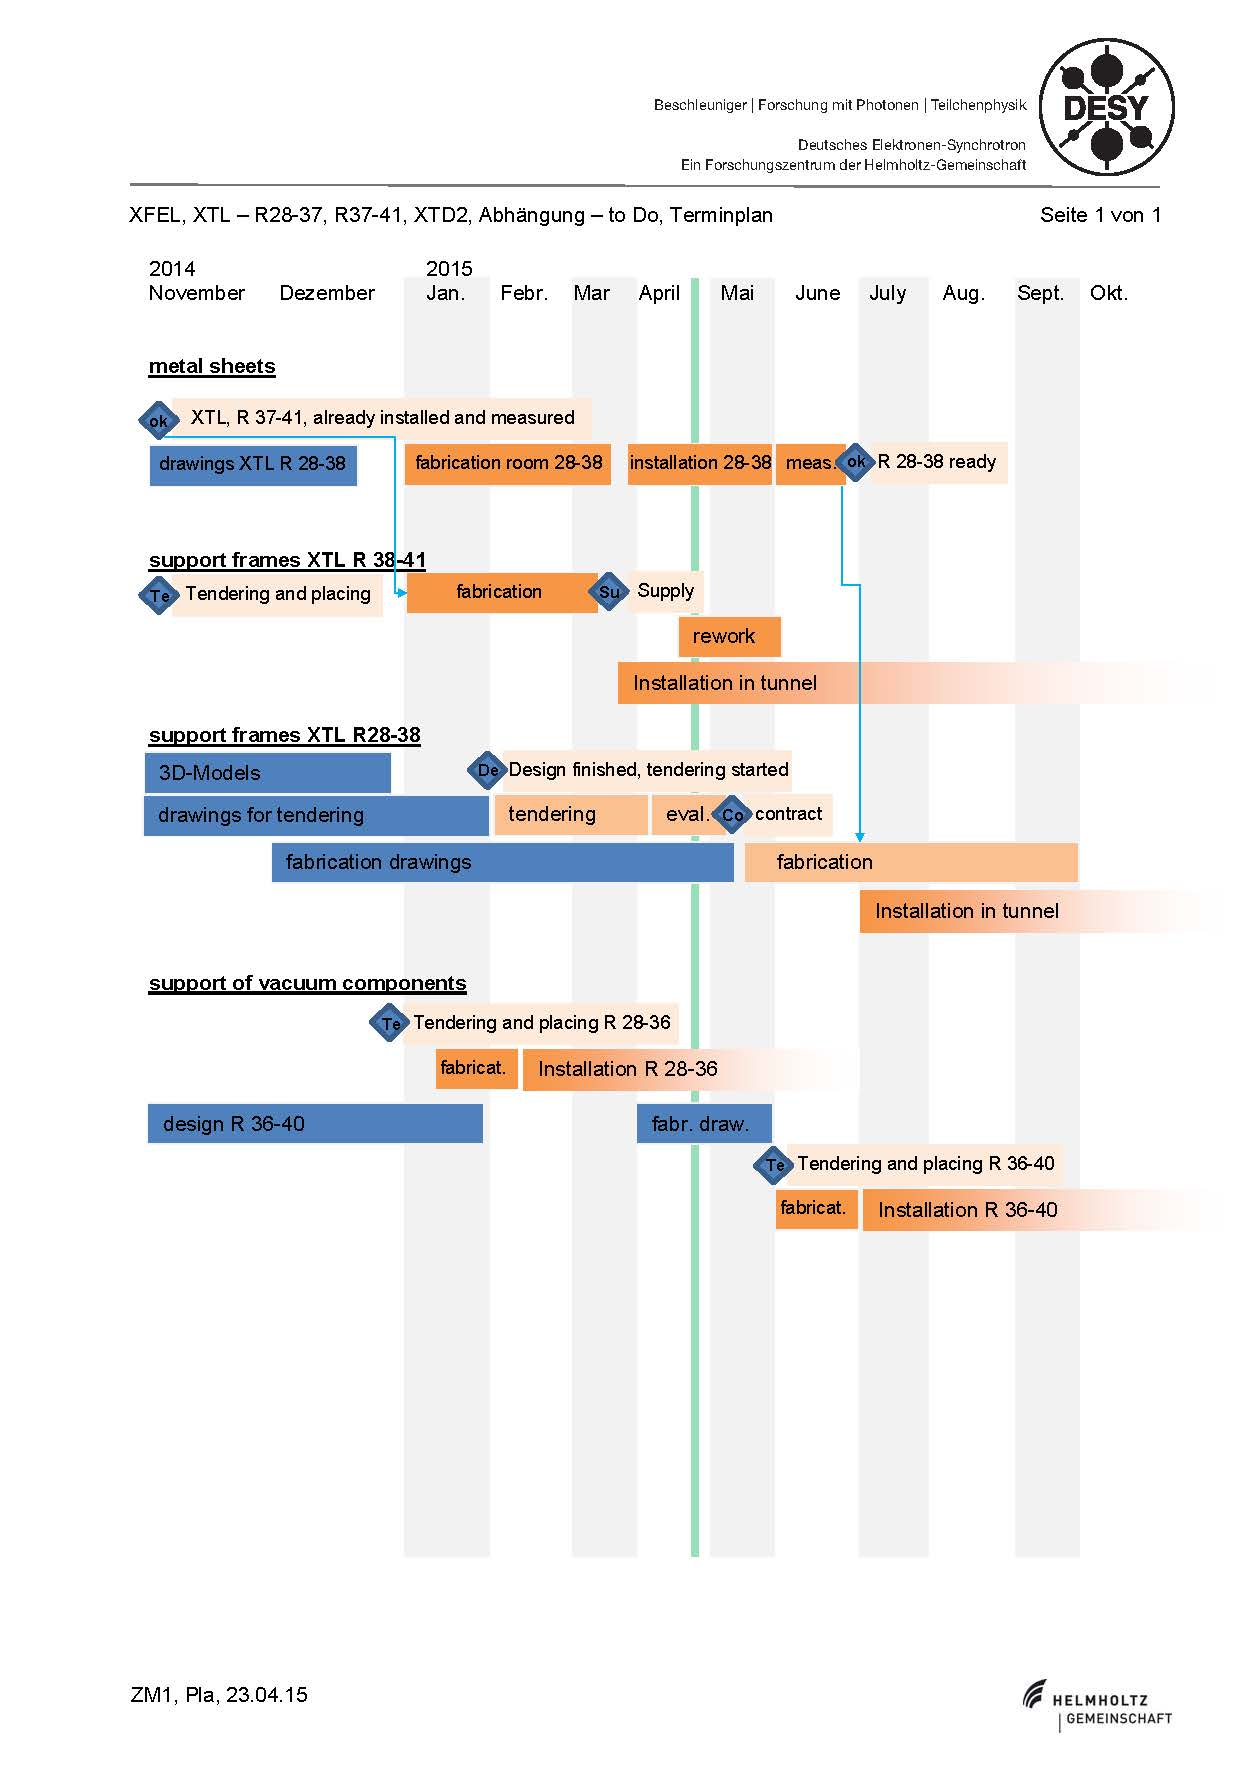 Beschleuniger | Forschung mit Photonen | Teilchenphysik
DESY
Deutsches Elektronen-Synchrotron
Ein Forschungszentrum der Helmholtz-Gemeinschaft
XFEL, XTL – R28-37, R37-41, XTD2, Abhängung – to Do, Terminplan Seite 1 von 1
2014 2015
November Dezember Jan. Febr. Mar April Mai June July Aug. Sept. Okt.
metal sheets
ok XTL, R 37-41, already installed and measured
drawings XTL R 28-38 fabrication room 28-38 installation 28-38 meas. ok R 28-38 ready
support frames XTL R 38-41
Te Tendering and placing fabrication Su Supply
rework
Installation in tunnel
support frames XTL R28-38
3D-Models De Design finished, tendering started
drawings for tendering tendering eval. Co contract
fabrication drawings fabrication
Installation in tunnel
support of vacuum components
Te Tendering and placing R 28-36
fabricat. Installation R 28-36
design R 36-40 fabr. draw.
Te Tendering and placing R 36-40
fabricat. Installation R 36-40
ZM1, Pla, 23.04.15
HELMHOLTZ
GEMEINSCHAFT